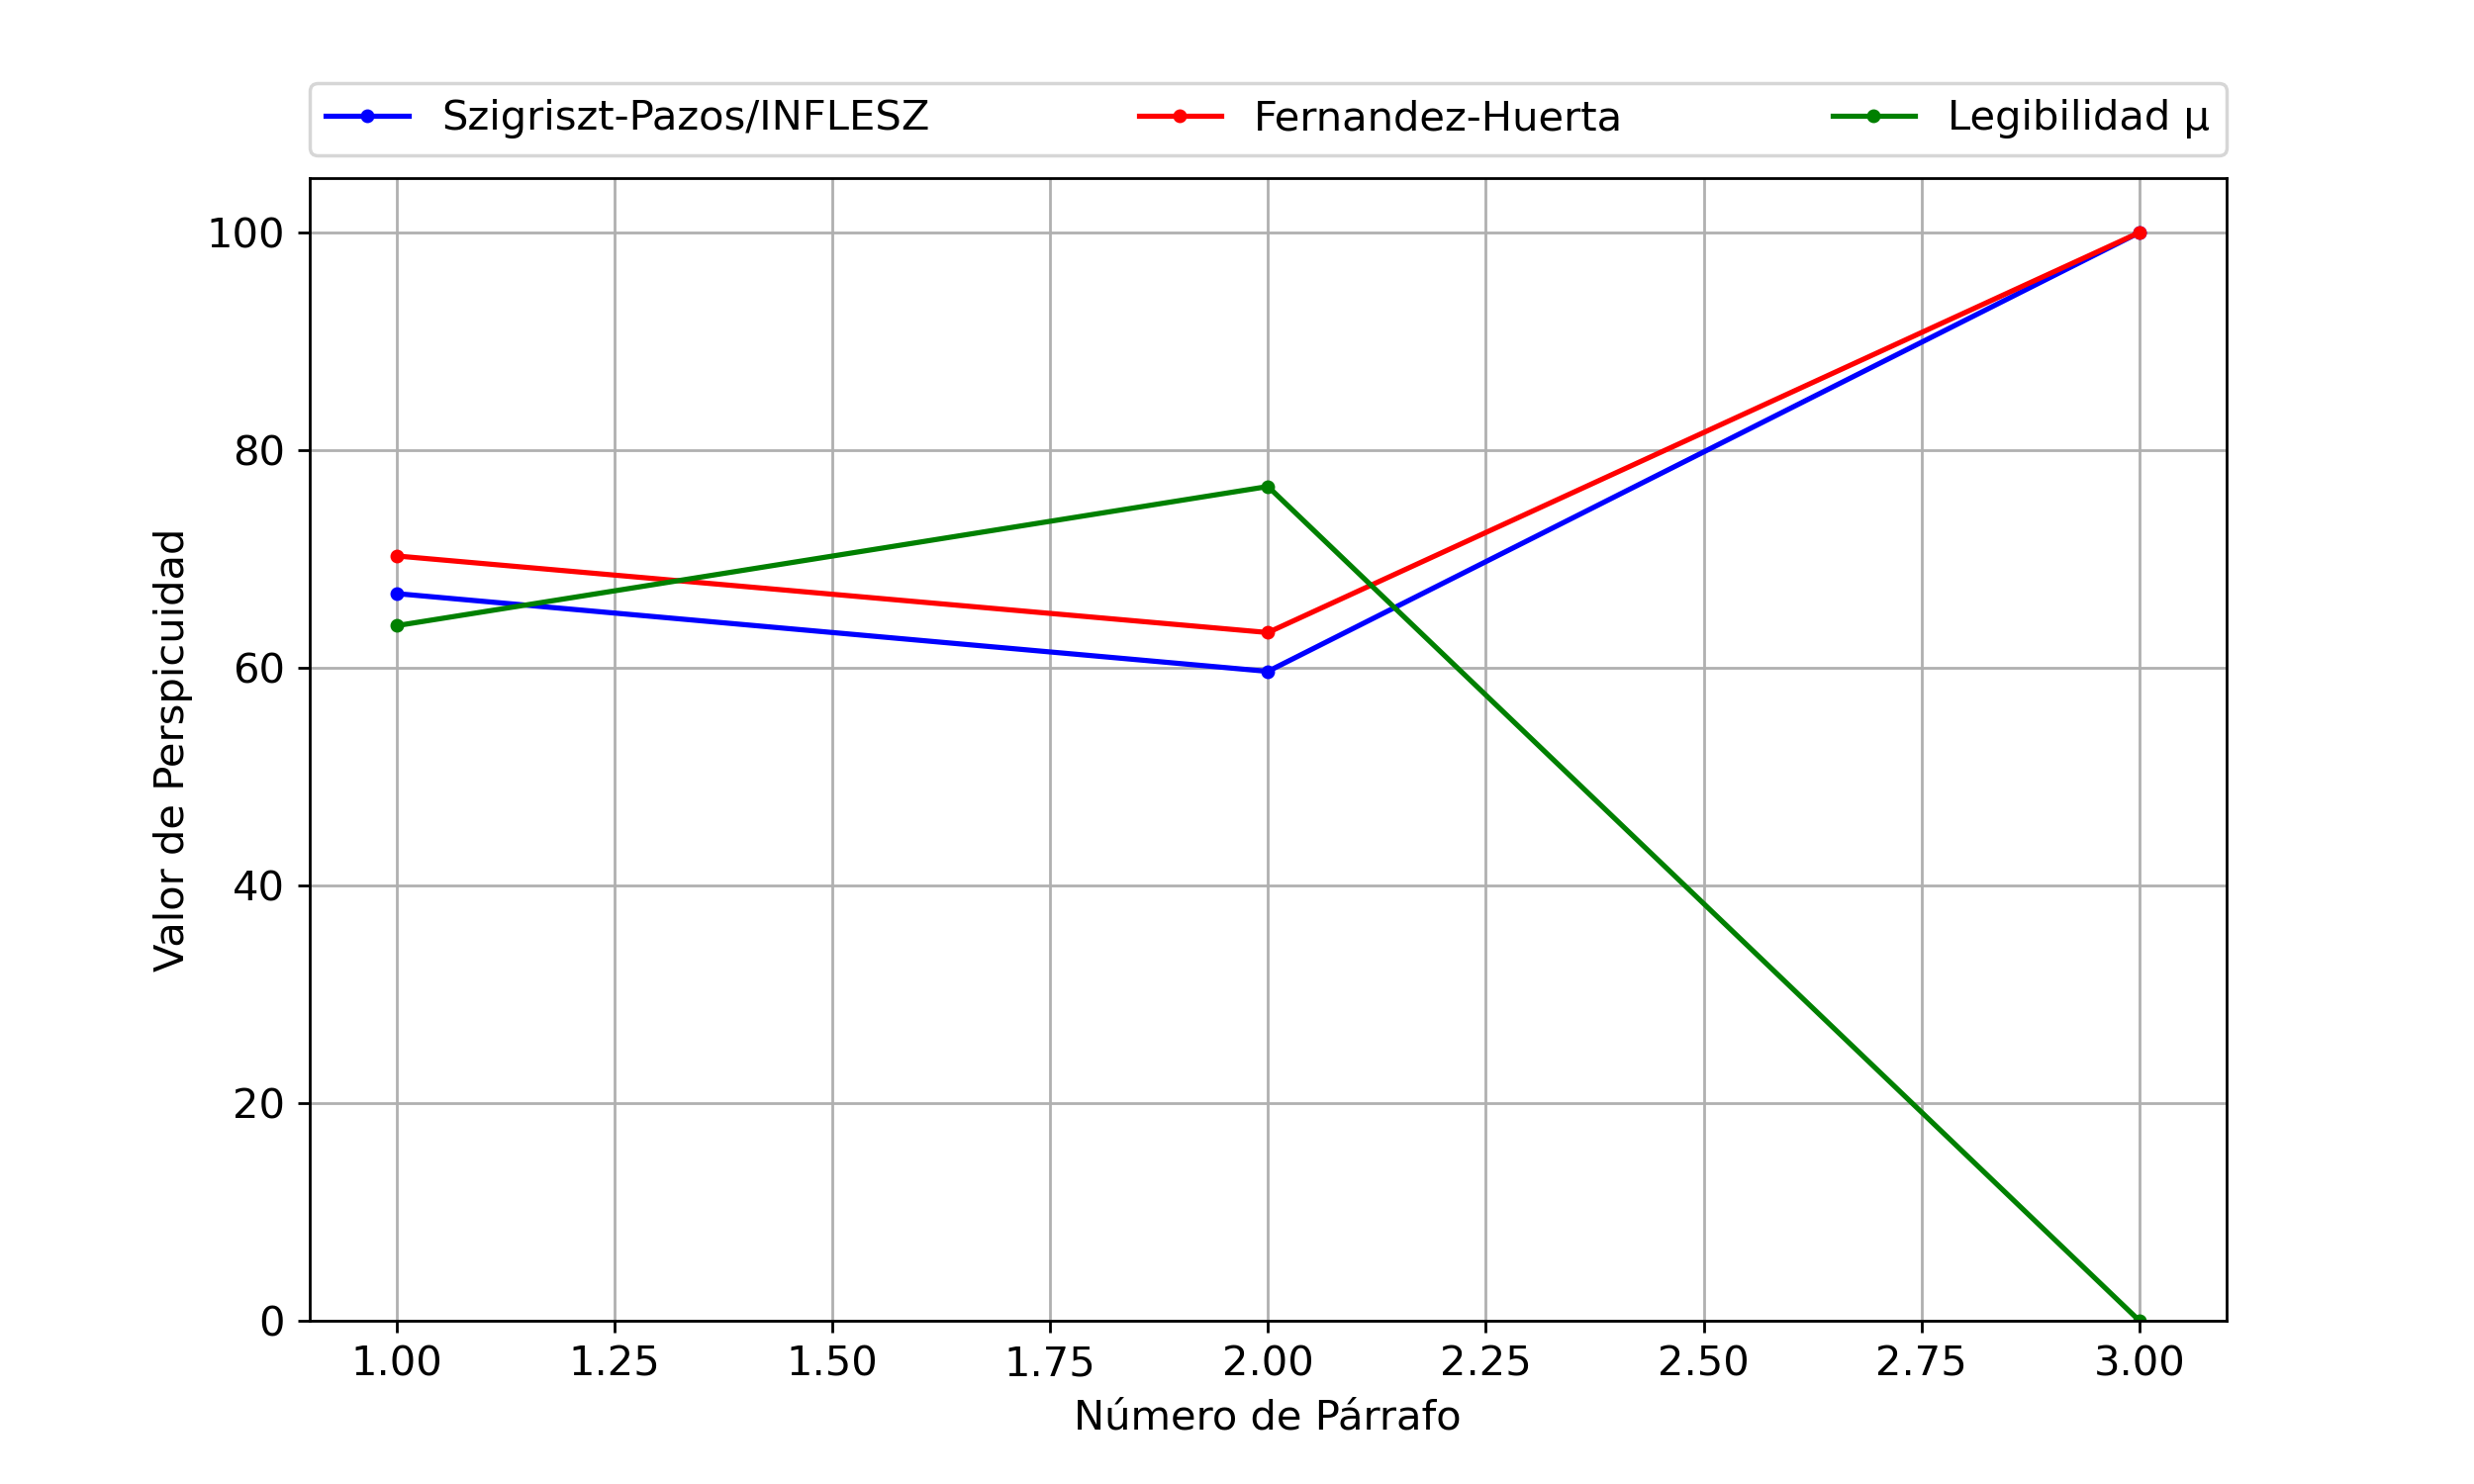 Szigriszt-Pazos/INFLESZ Fernandez-Huerta Legibilidad µ
100
80
60
40
20
0
Valor de Perspicuidad
1.00 1.25 1.50 1.75 2.00 2.25 2.50 2.75 3.00
Número de Párrafo